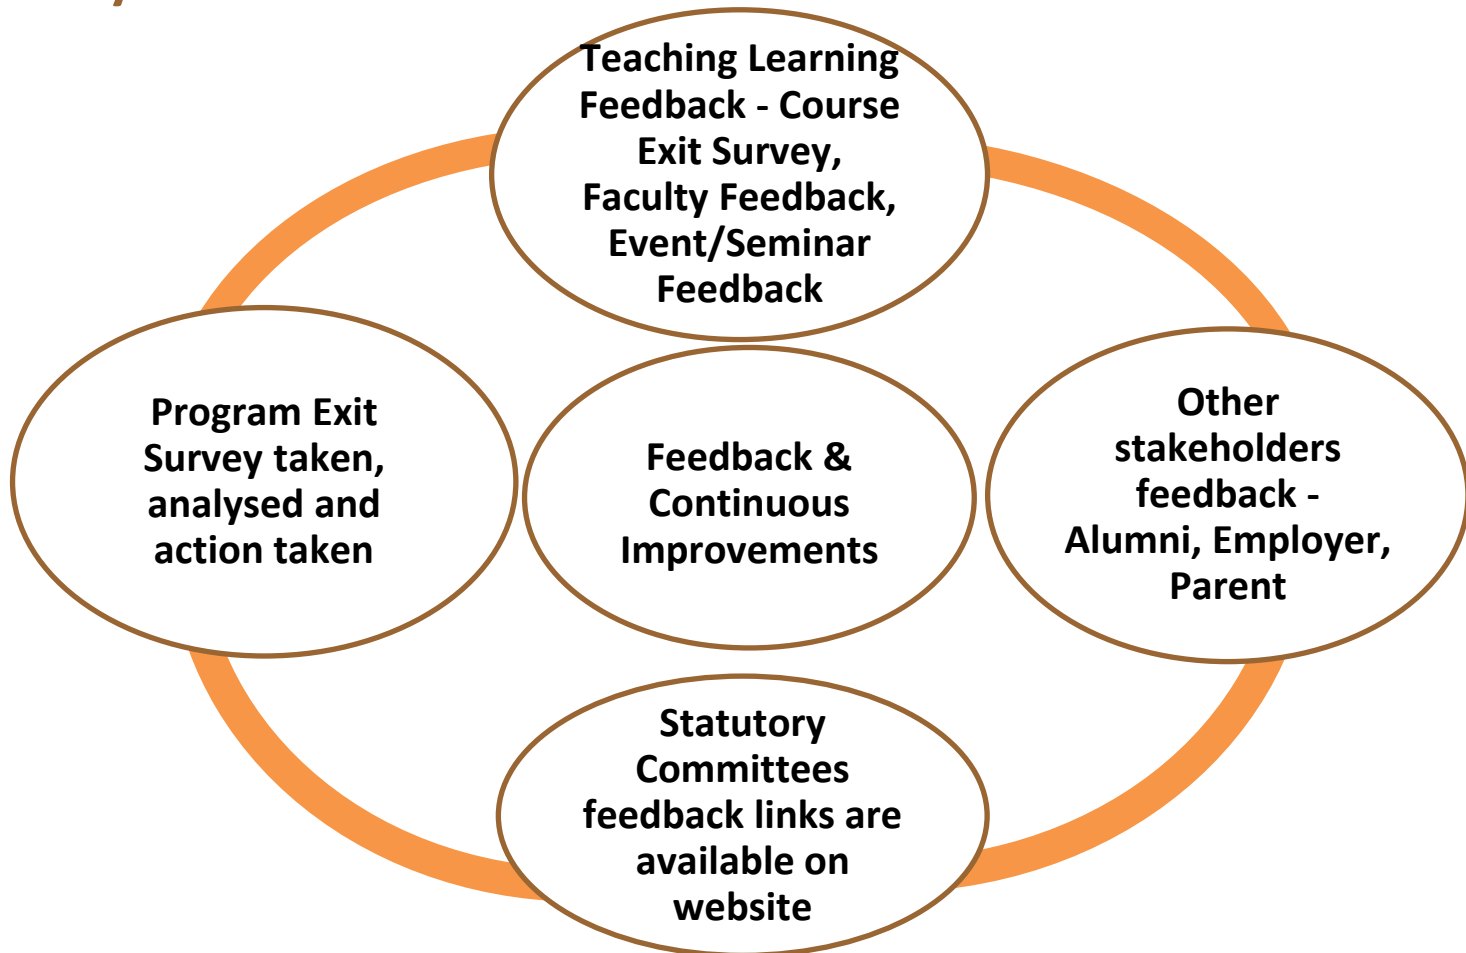 Teaching Learning
Feedback - Course
Exit Survey,
Faculty Feedback,
Event/Seminar
Feedback
Program Exit
Survey taken,
analysed and
action taken
Feedback &
Continuous
Improvements
Other
stakeholders
feedback -
Alumni, Employer,
Parent
Statutory
Committees
feedback links are
available on
website